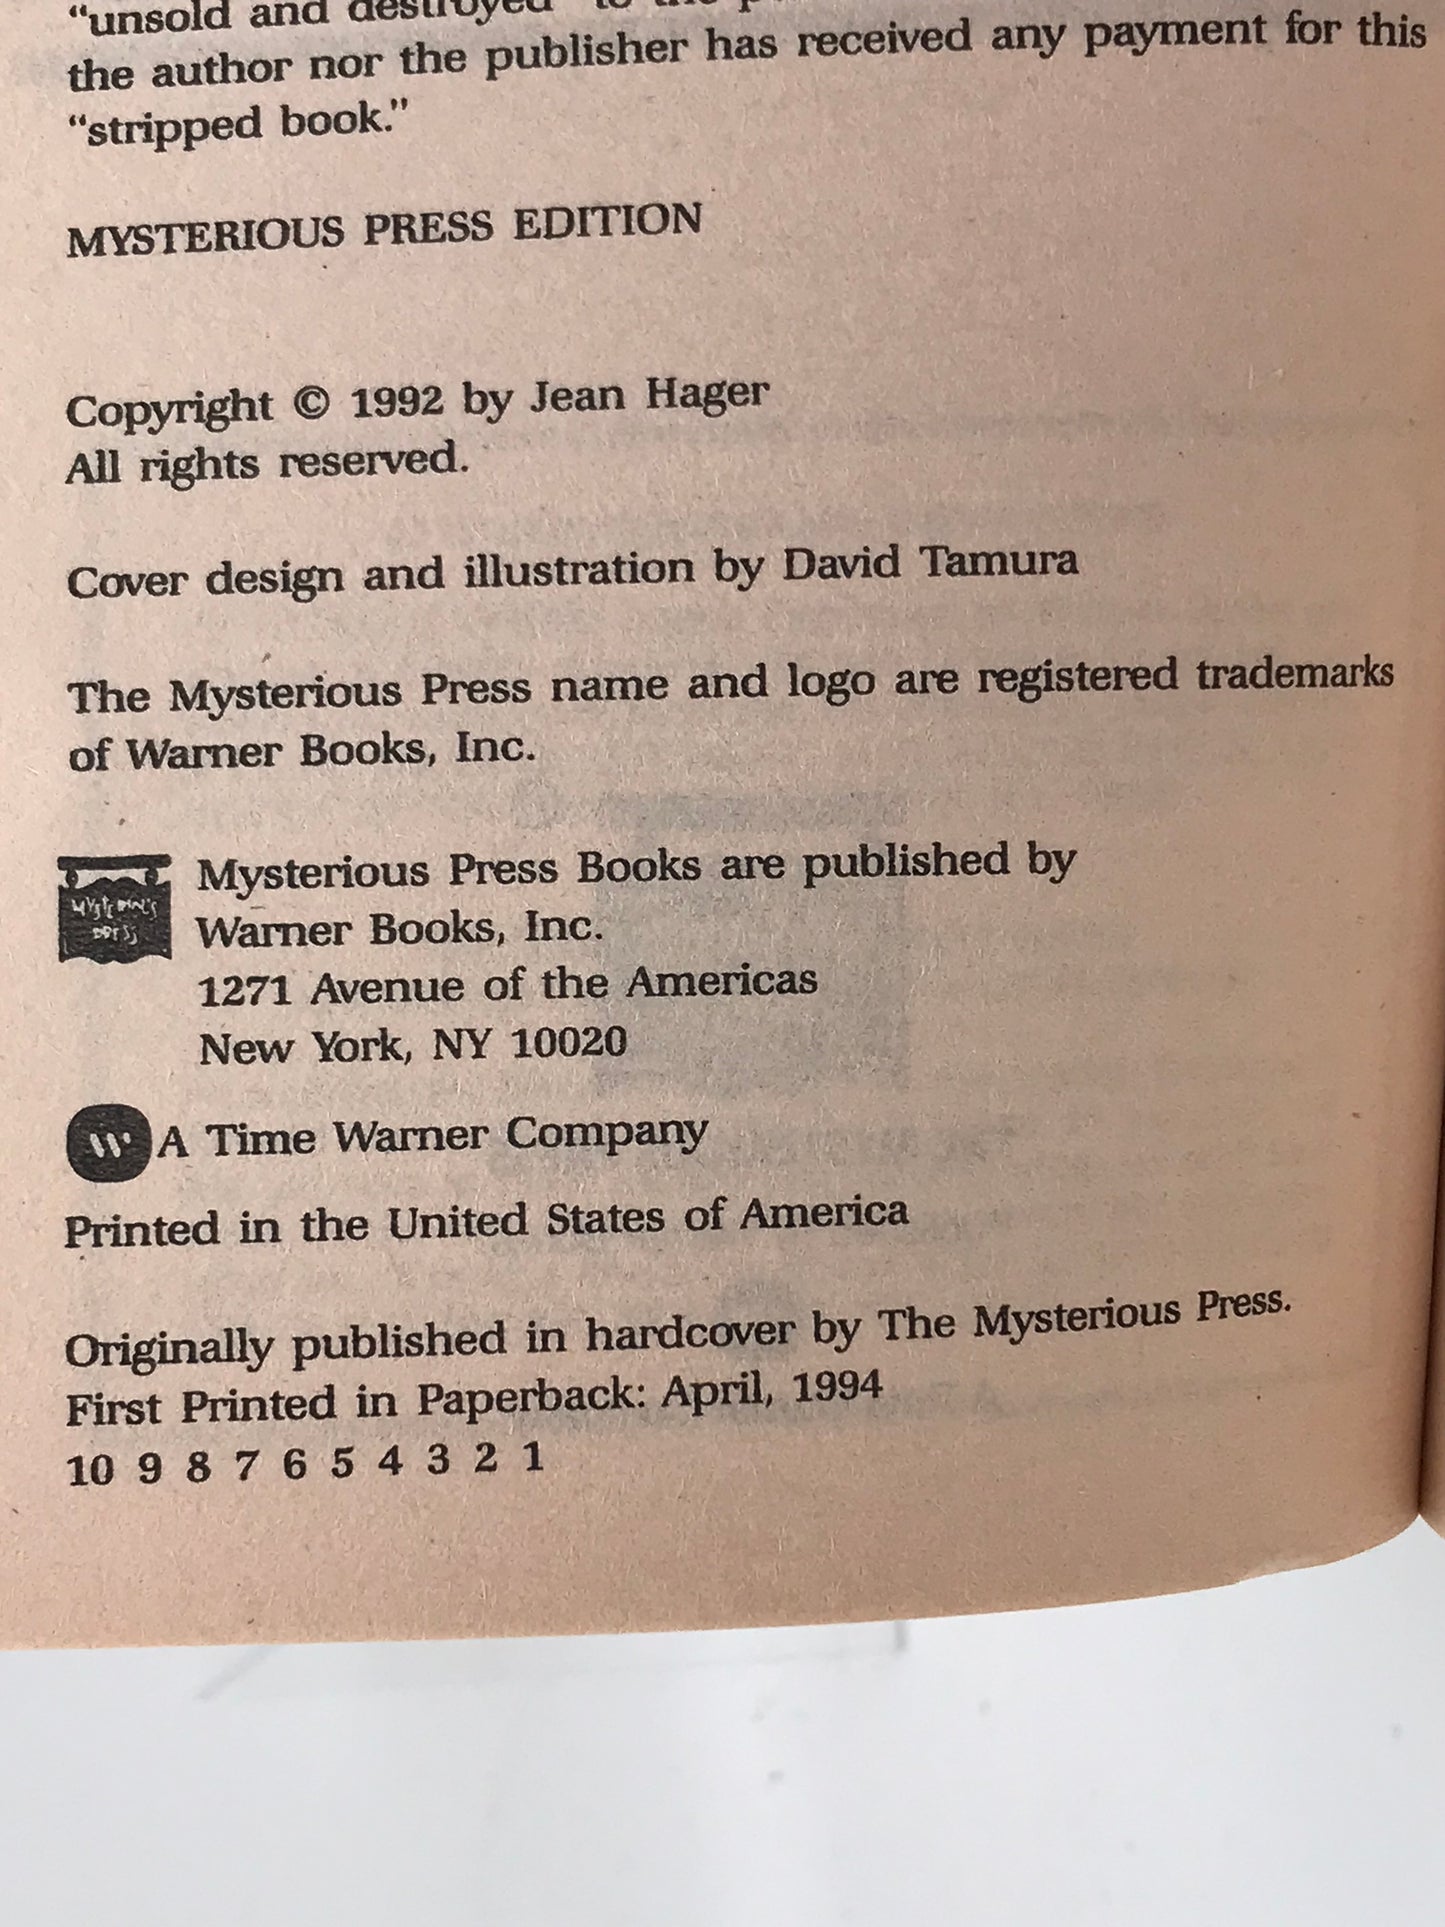 “unsold and destroyed” to the
the author nor the publisher has received any payment for this
“stripped book.”
MYSTERIOUS PRESS EDITION
Copyright © 1992 by Jean Hager
All rights reserved.
Cover design and illustration by David Tamura
The Mysterious Press name and logo are registered trademarks
of Warner Books, Inc.
Mysterious Press Books are published by
Warner Books, Inc.
1271 Avenue of the Americas
New York, NY 10020
A Time Warner Company
Printed in the United States of America
Originally published in hardcover by The Mysterious Press.
First Printed in Paperback: April, 1994
10 9 8 7 6 5 4 3 2 1